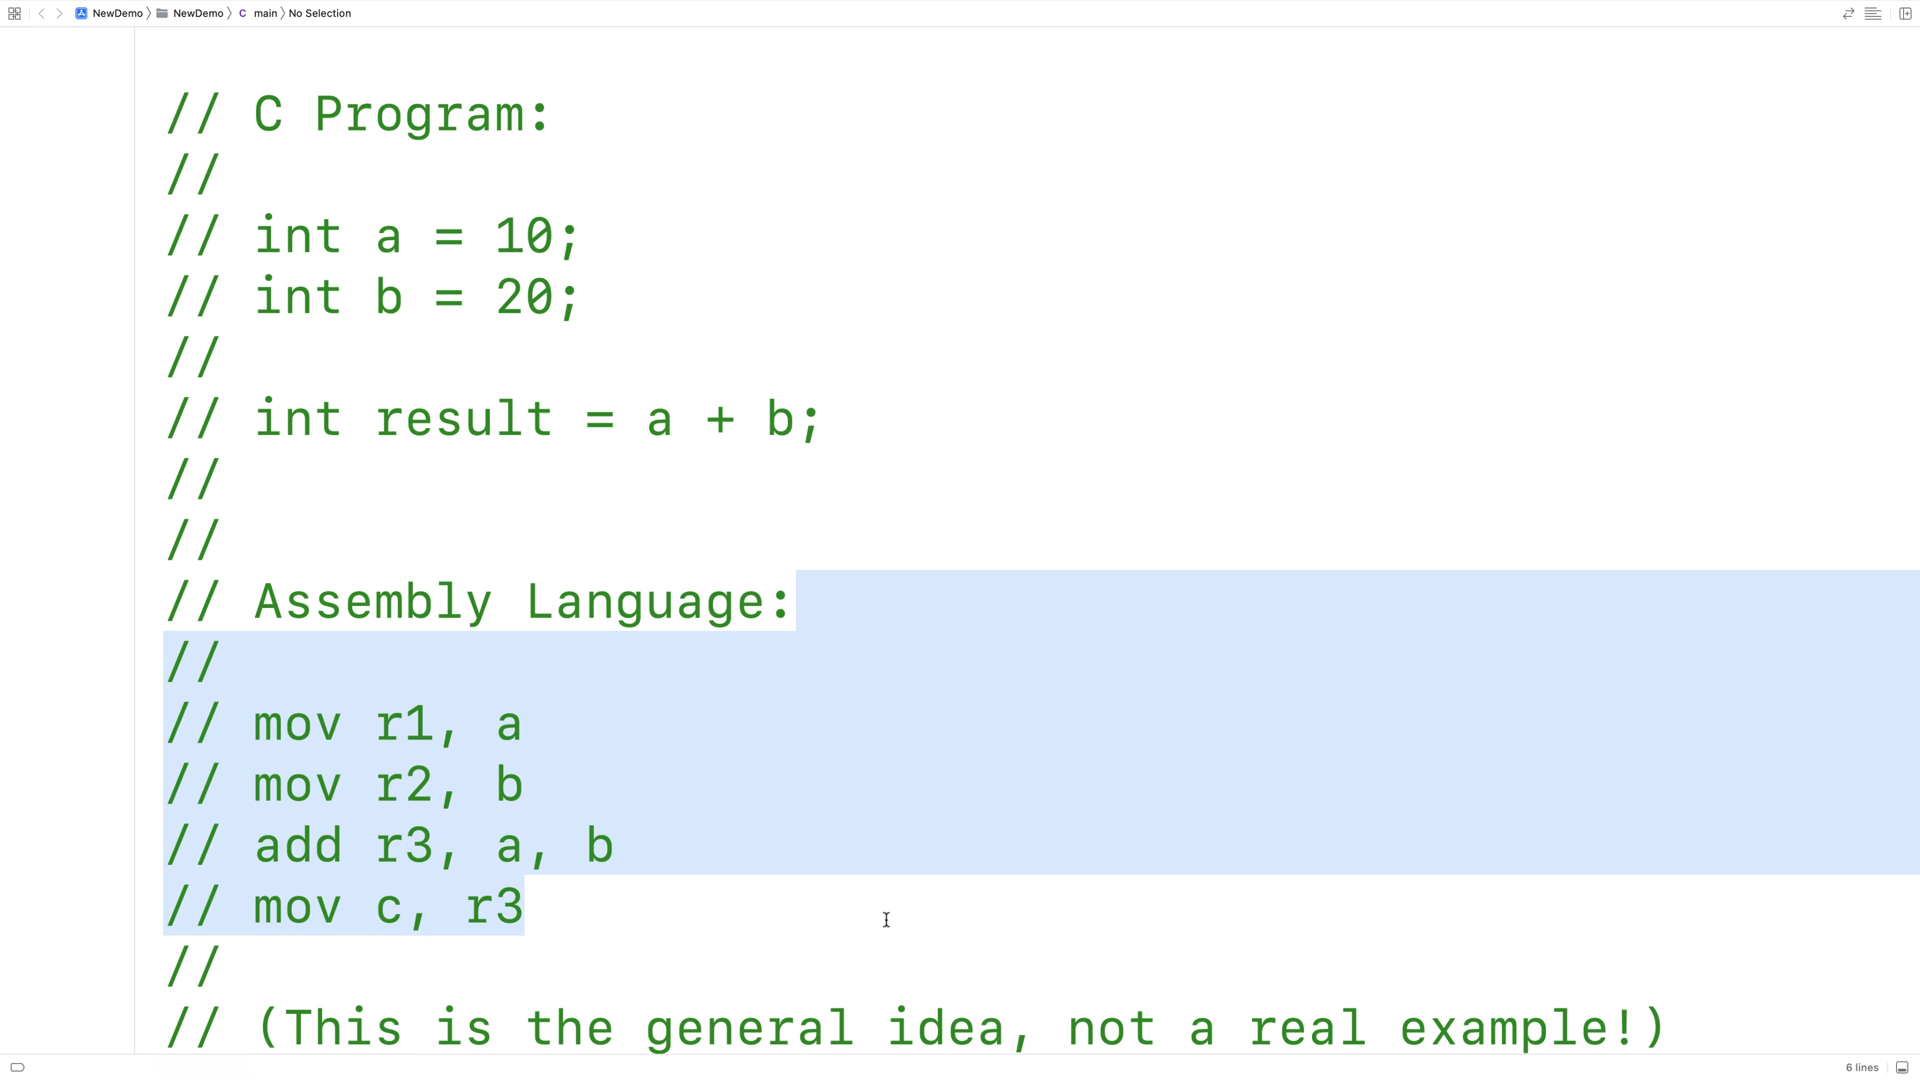 NewDemo 〉 NewDemo 〉 C main 〉 No Selection
// C Program:
//
// int a = 10;
// int b = 20;
//
// int result = a + b;
//
//
// Assembly Language:
//
// mov r1, a
// mov r2, b
// add r3, a, b
// mov c, r3
//
// (This is the general idea, not a real example!)
6 lines